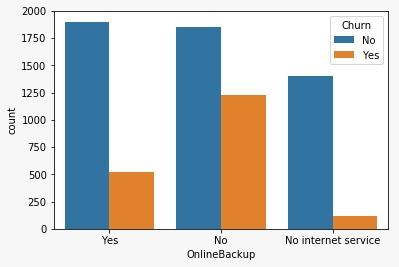 2000
1750
1500
1250
1000
750
500
250
0
count
Churn
No
Yes
Yes No No internet service
OnlineBackup